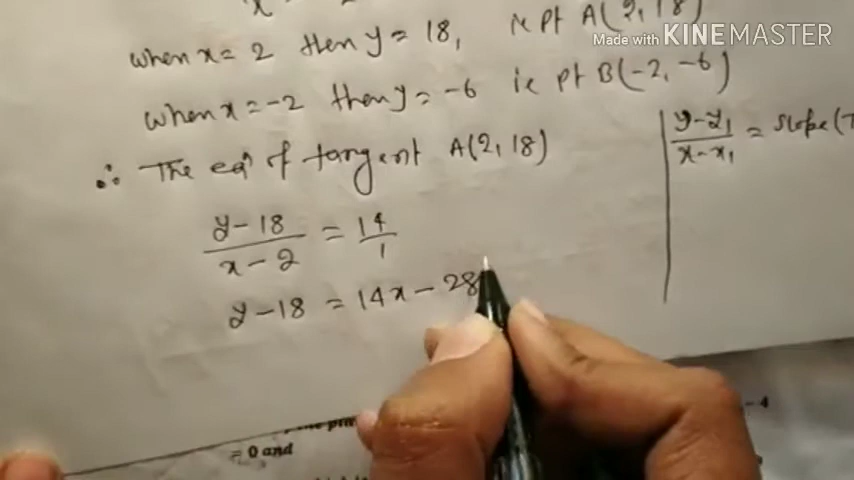 Made with KINEMASTER
when x = 2 then y = 18, ie pt A(2, 18)
when x = -2 then y = -6 ie pt B(-2, -6)
∴ The eqn of tangent A(2, 18)
y - y1 / x - x1 = slope(T
y - 18 / x - 2 = 14 / 1
y - 18 = 14x - 28
= 0 and